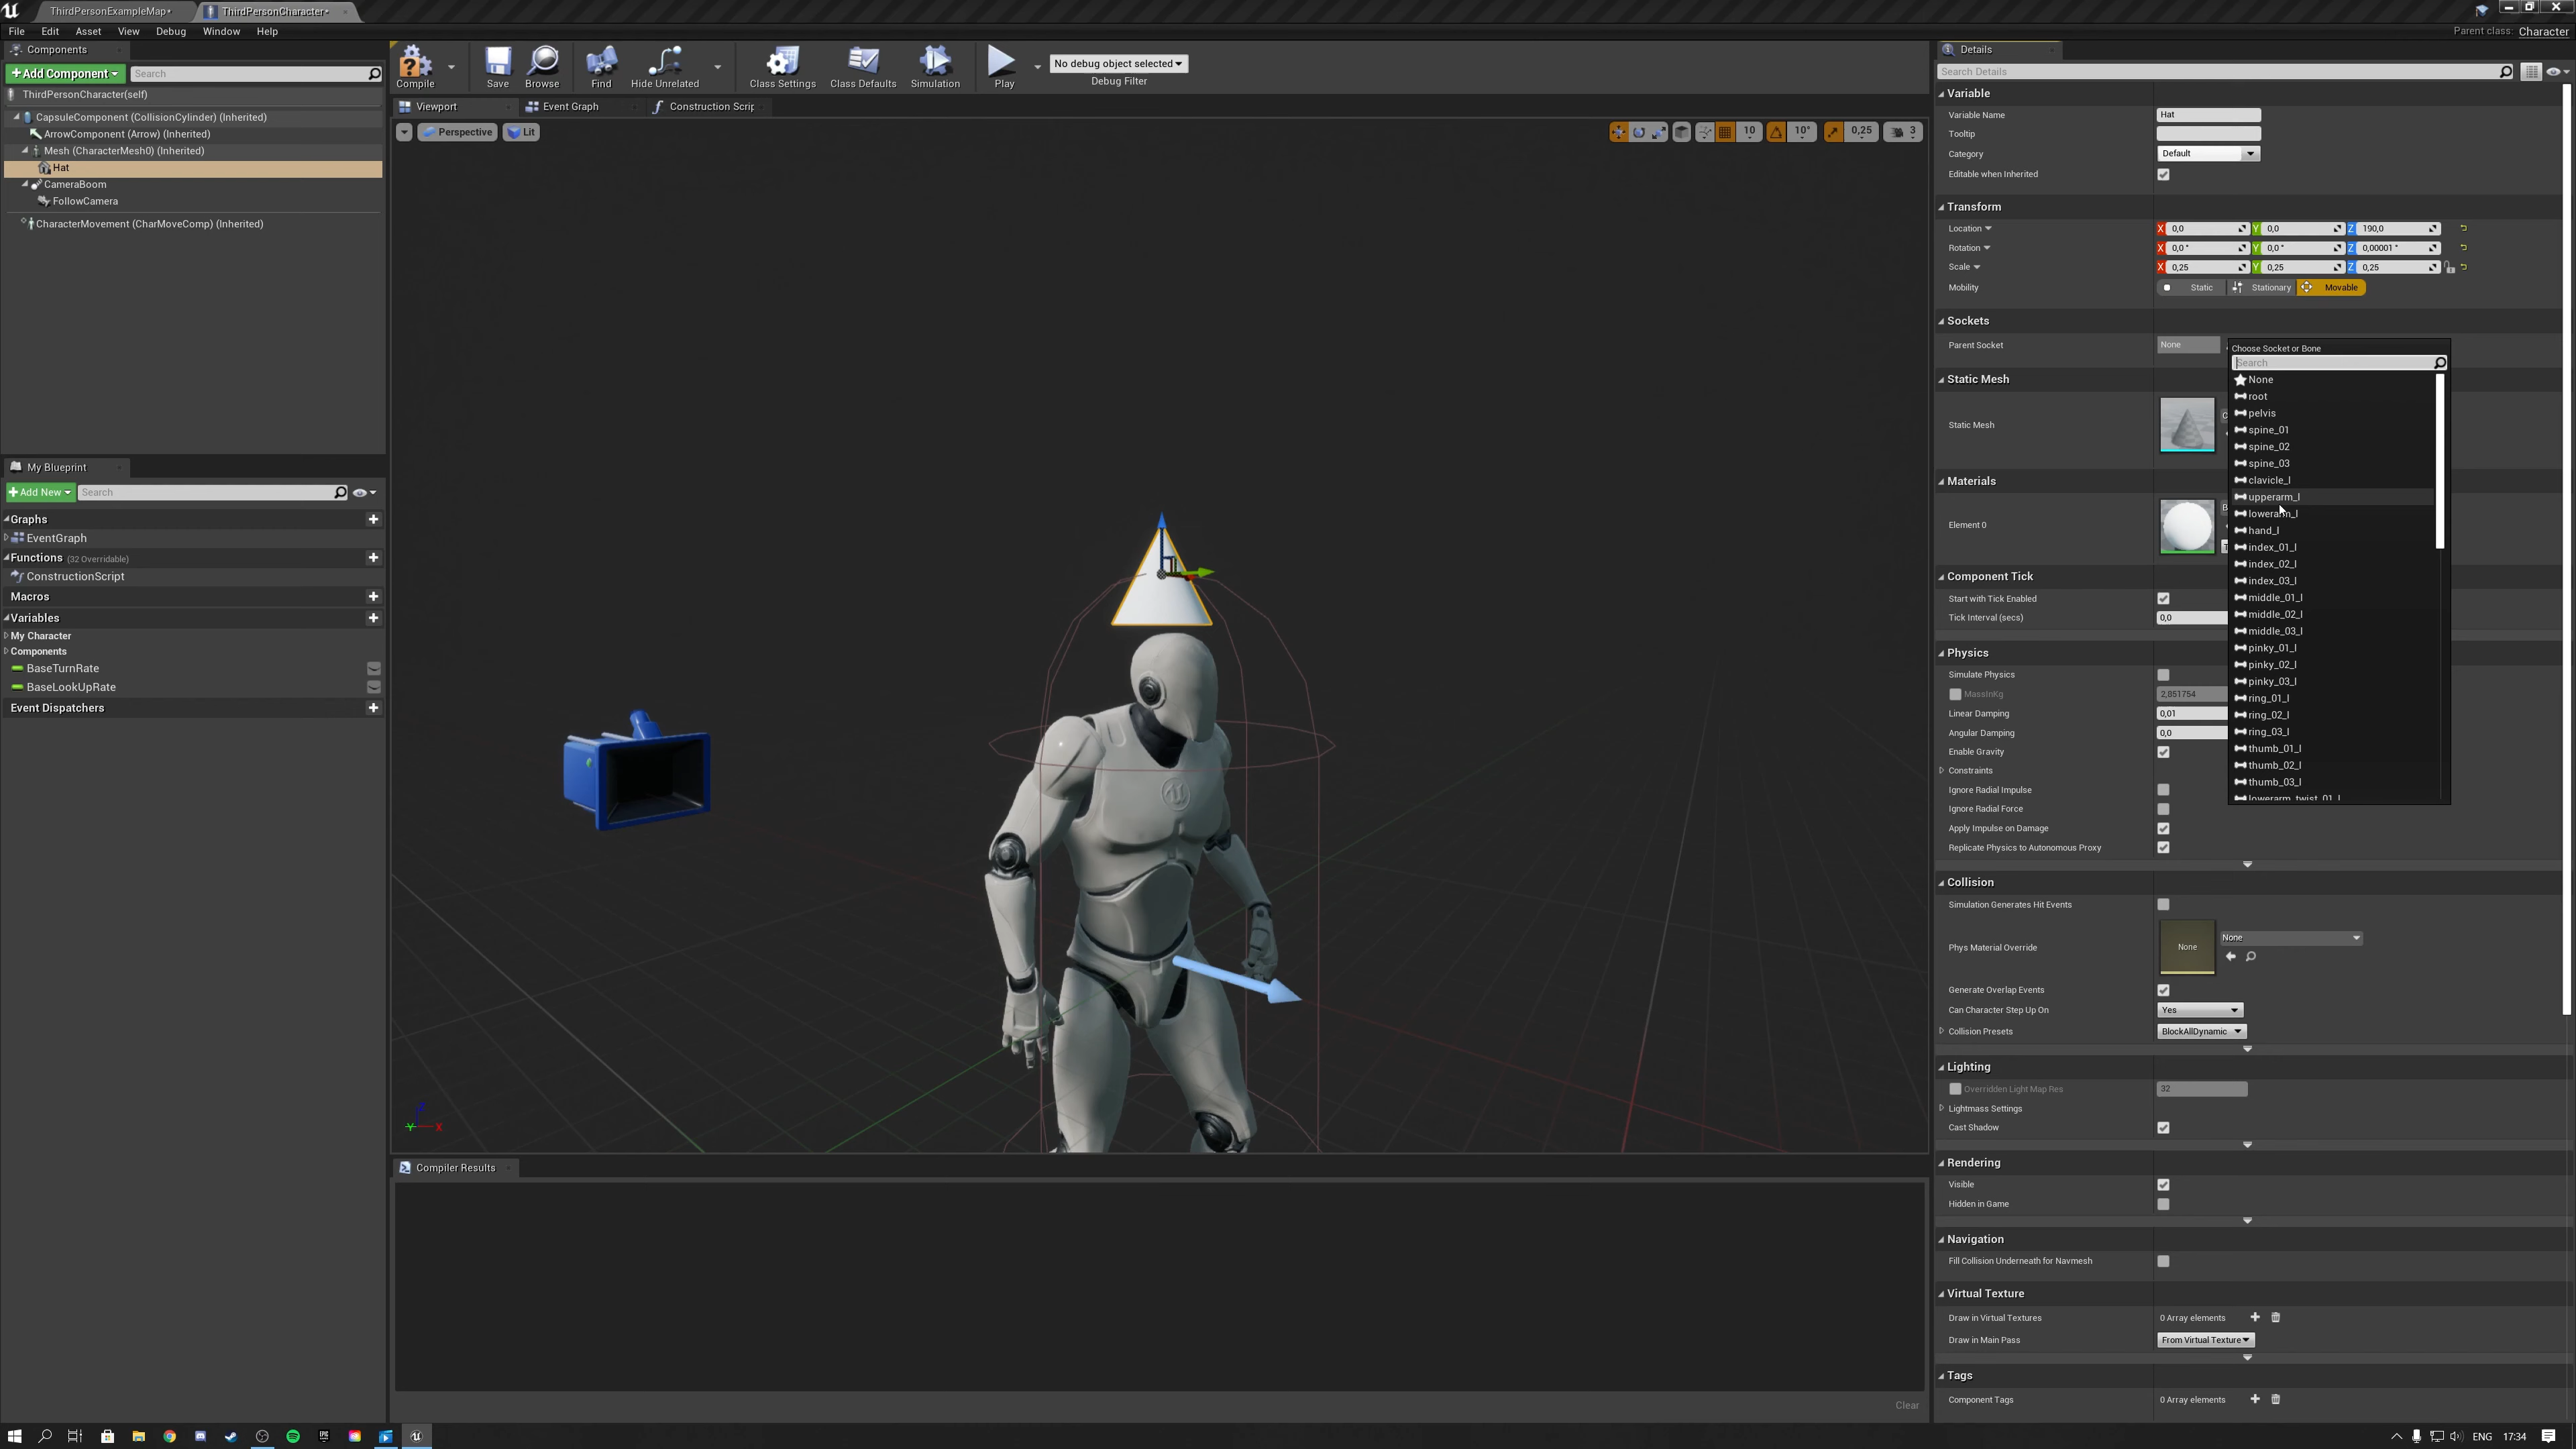 ThirdPersonExampleMap*
ThirdPersonCharacter*
File Edit Asset View Debug Window Help
Parent class: Character
Components
+Add Component
Search
ThirdPersonCharacter(self)
CapsuleComponent (CollisionCylinder) (Inherited)
ArrowComponent (Arrow) (Inherited)
Mesh (CharacterMesh0) (Inherited)
Hat
CameraBoom
FollowCamera
CharacterMovement (CharMoveComp) (Inherited)
My Blueprint
+Add New
Search
Graphs
EventGraph
Functions (32 Overridable)
ConstructionScript
Macros
Variables
My Character
Components
BaseTurnRate
BaseLookUpRate
Event Dispatchers
Compile Save Browse Find Hide Unrelated Class Settings Class Defaults Simulation Play
No debug object selected
Debug Filter
Viewport
Event Graph
Construction Scrip
Perspective Lit
10 10° 0,25 3
Z
Y X
Compiler Results
Clear
Details
Search Details
Variable
Variable Name Hat
Tooltip
Category Default
Editable when Inherited
Transform
Location X 0,0 Y 0,0 Z 190,0
Rotation X 0,0 ° Y 0,0 ° Z 0,00001 °
Scale X 0,25 Y 0,25 Z 0,25
Mobility Static Stationary Movable
Sockets
Parent Socket None
Static Mesh
Static Mesh
Materials
Element 0
Component Tick
Start with Tick Enabled
Tick Interval (secs) 0,0
Physics
Simulate Physics
MassInKg 2,851754
Linear Damping 0,01
Angular Damping 0,0
Enable Gravity
Constraints
Ignore Radial Impulse
Ignore Radial Force
Apply Impulse on Damage
Replicate Physics to Autonomous Proxy
Choose Socket or Bone
Search
None
root
pelvis
spine_01
spine_02
spine_03
clavicle_l
upperarm_l
lowerarm_l
hand_l
index_01_l
index_02_l
index_03_l
middle_01_l
middle_02_l
middle_03_l
pinky_01_l
pinky_02_l
pinky_03_l
ring_01_l
ring_02_l
ring_03_l
thumb_01_l
thumb_02_l
thumb_03_l
lowerarm_twist_01_l
Collision
Simulation Generates Hit Events
Phys Material Override None None
Generate Overlap Events
Can Character Step Up On Yes
Collision Presets BlockAllDynamic
Lighting
Overridden Light Map Res 32
Lightmass Settings
Cast Shadow
Rendering
Visible
Hidden in Game
Navigation
Fill Collision Underneath for Navmesh
Virtual Texture
Draw in Virtual Textures 0 Array elements
Draw in Main Pass From Virtual Texture
Tags
Component Tags 0 Array elements
ENG 17:34